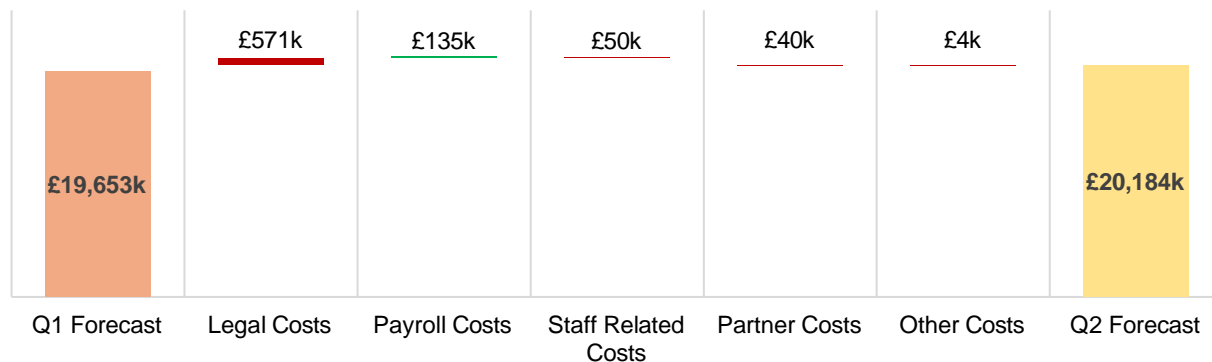 £571k
£135k
£50k
£40k
£4k
£19,653k
£20,184k
Q1 Forecast
Legal Costs
Payroll Costs
Staff Related
Costs
Partner Costs
Other Costs
Q2 Forecast